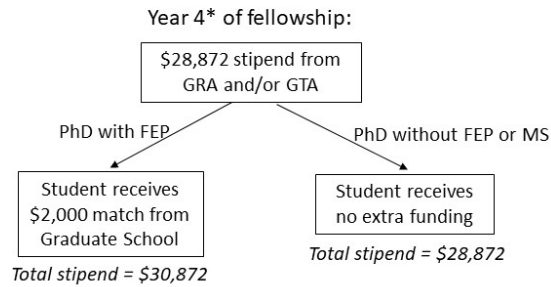 Year 4* of fellowship:
$28,872 stipend from
GRA and/or GTA
PhD with FEP
PhD without FEP or MS
Student receives
$2,000 match from
Graduate School
Total stipend = $30,872
Student receives
no extra funding
Total stipend = $28,872